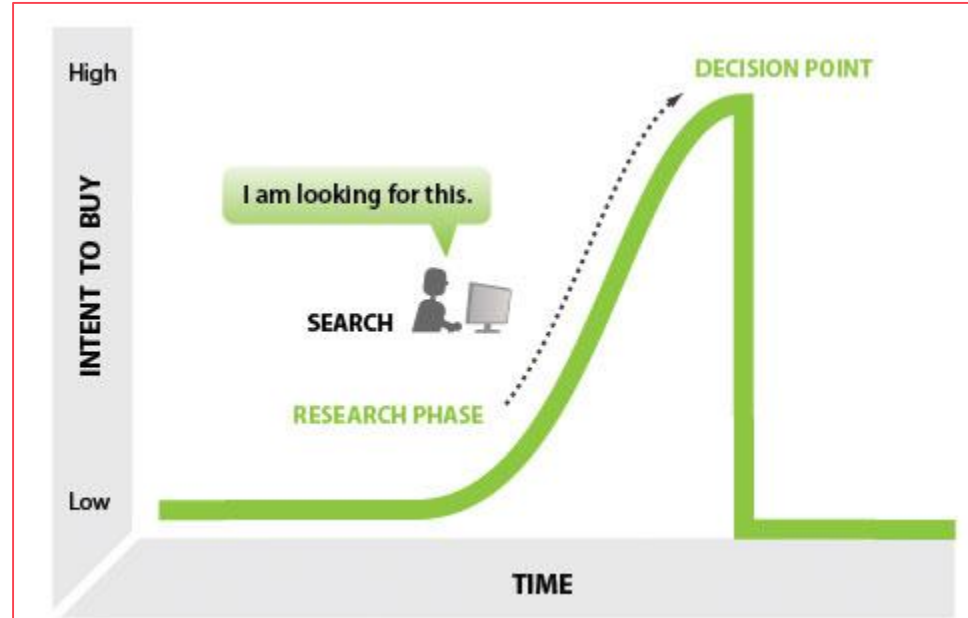 High
DECISION POINT
I am looking for this.
INTENT TO BUY
SEARCH
RESEARCH PHASE
Low
TIME